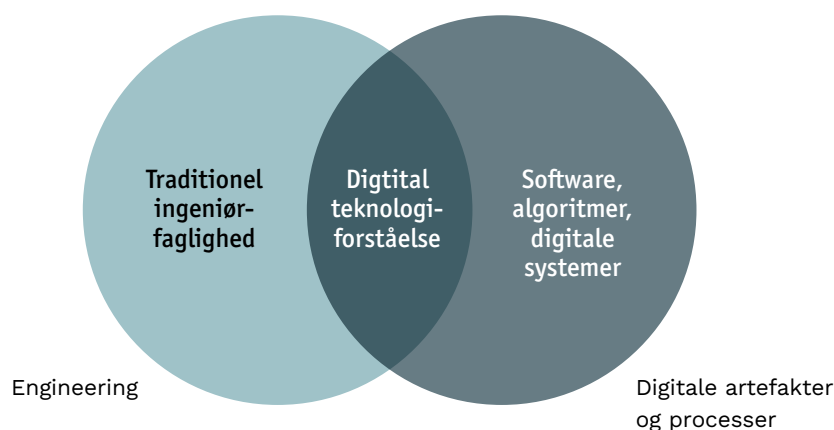 Traditionel
ingeniør-
faglighed
Digtital
teknologi-
forståelse
Software,
algoritmer,
digitale
systemer
Engineering
Digitale artefakter
og processer